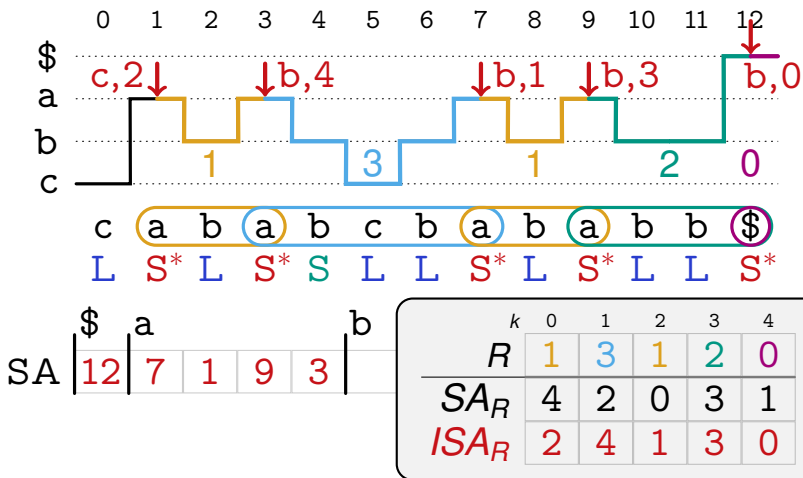 0 1 2 3 4 5 6 7 8 9 10 11 12
$
c,2 b,4 b,1 b,3 b,0
a
b
1 3 1 2 0
c
c a b a b c b a b a b b $
L S* L S* S L L S* L S* L L S*
$ a b
SA 12 7 1 9 3
k 0 1 2 3 4
R 1 3 1 2 0
SA_R 4 2 0 3 1
ISA_R 2 4 1 3 0